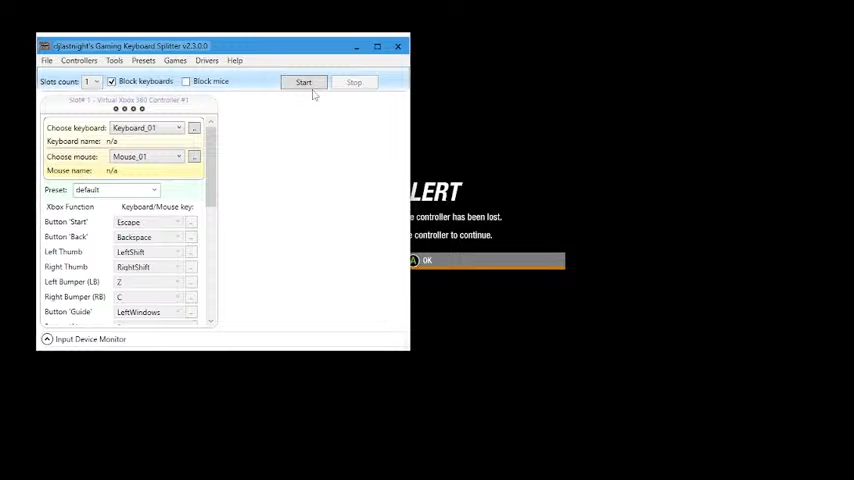 djlastnight's Gaming Keyboard Splitter v2.3.0.0
File Controllers Tools Presets Games Drivers Help
Slots count: 1 Block keyboards Block mice Start Stop
Slot# 1 - Virtual Xbox 360 Controller #1
Choose keyboard: Keyboard_01 ..
Keyboard name: n/a
Choose mouse: Mouse_01 ..
Mouse name: n/a
Preset: default
Xbox Function Keyboard/Mouse key:
Button 'Start' Escape ..
Button 'Back' Backspace ..
Left Thumb LeftShift ..
Right Thumb RightShift ..
Left Bumper (LB) Z ..
Right Bumper (RB) C ..
Button 'Guide' LeftWindows ..
Input Device Monitor
LERT
e controller has been lost.
e controller to continue.
A OK